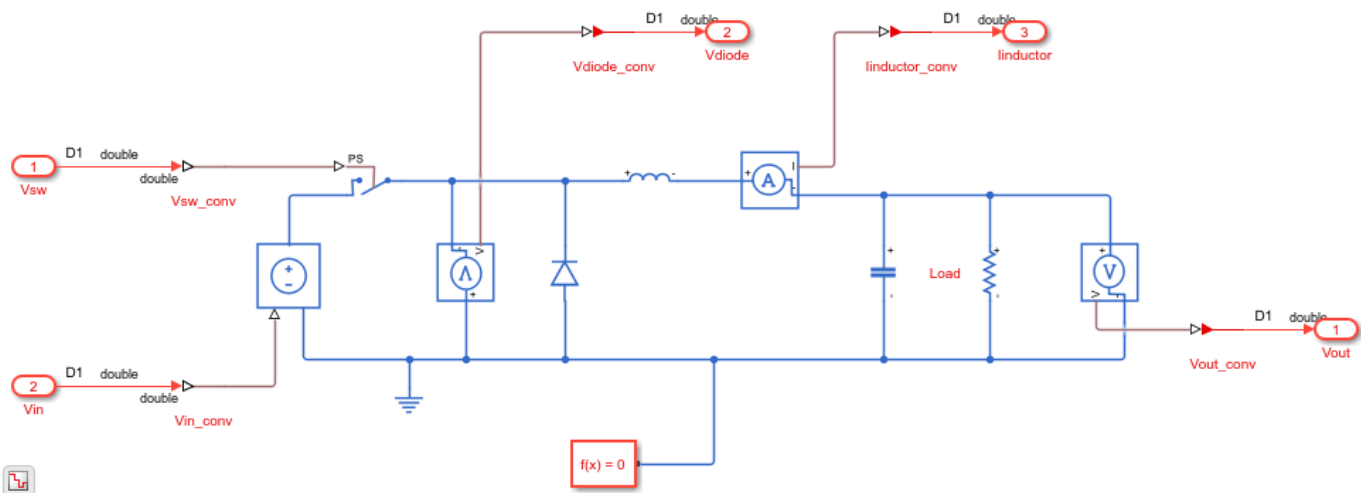 D1
double
2
Vdiode
Vdiode_conv
D1
double
3
Iinductor
Iinductor_conv
1
Vsw
D1
double
double
Vsw_conv
PS
+
-
+
A
I
-
+
-
-
V
V
+
+
-
Load
+
-
+
V
V
-
D1
double
1
Vout
Vout_conv
2
Vin
D1
double
double
Vin_conv
f(x) = 0